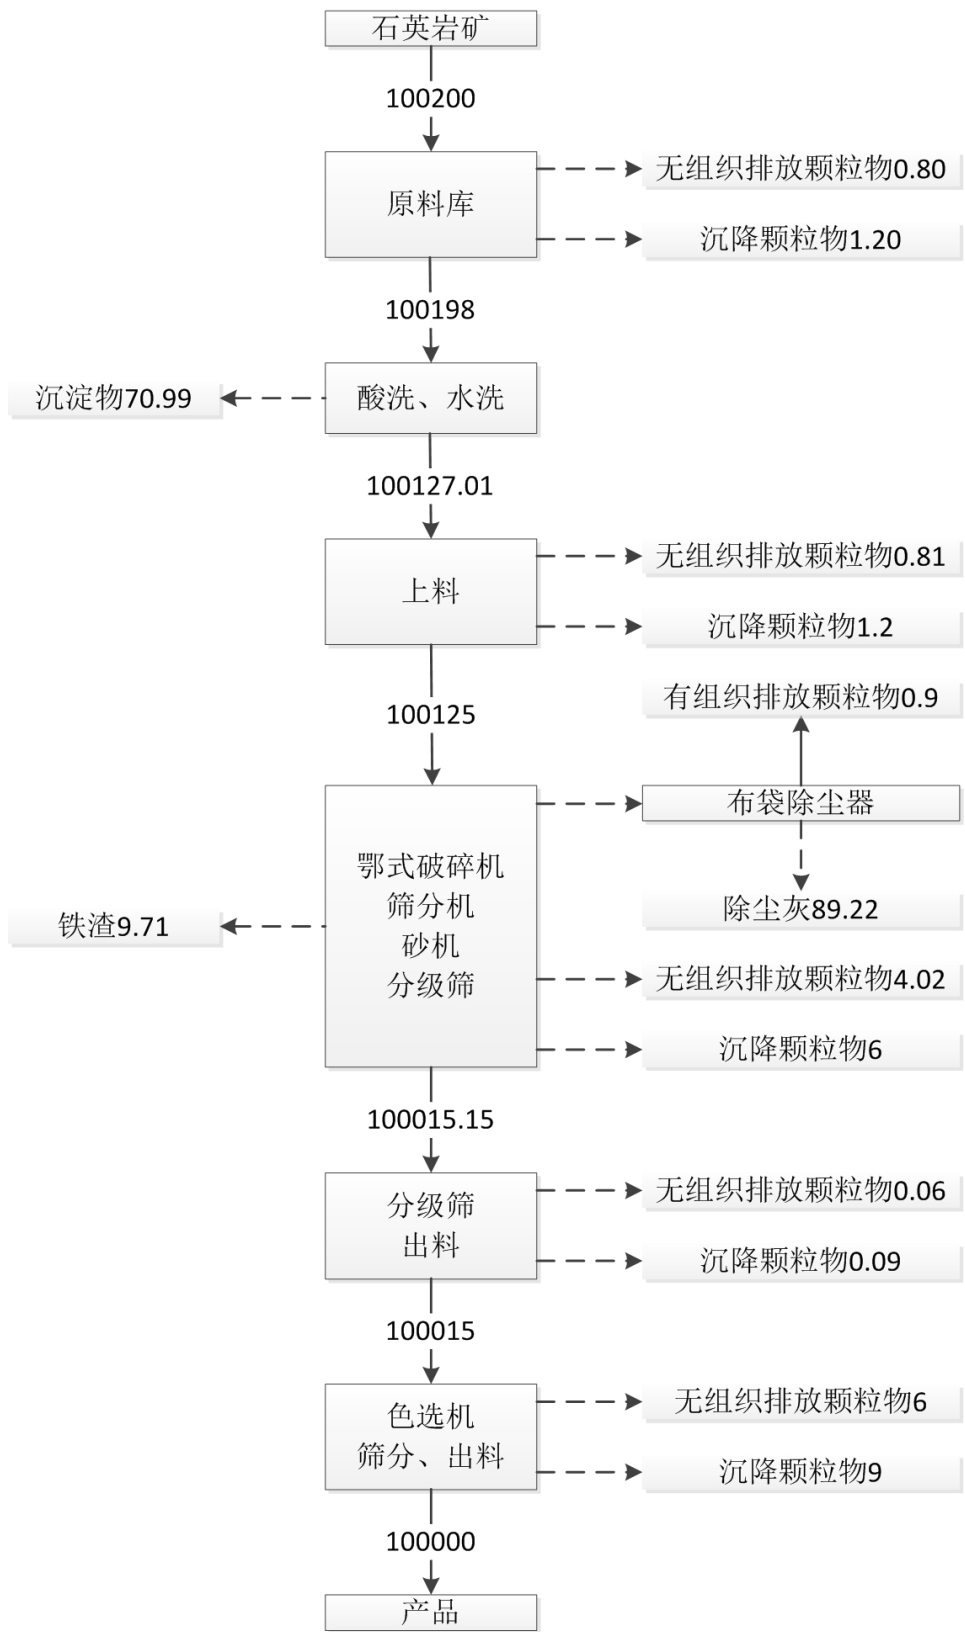 石英岩矿
100200
原料库
无组织排放颗粒物0.80
沉降颗粒物1.20
100198
沉淀物70.99
酸洗、水洗
100127.01
上料
无组织排放颗粒物0.81
沉降颗粒物1.2
100125
有组织排放颗粒物0.9
布袋除尘器
除尘灰89.22
鄂式破碎机
筛分机
砂机
分级筛
铁渣9.71
无组织排放颗粒物4.02
沉降颗粒物6
100015.15
分级筛
出料
无组织排放颗粒物0.06
沉降颗粒物0.09
100015
色选机
筛分、出料
无组织排放颗粒物6
沉降颗粒物9
100000
产品